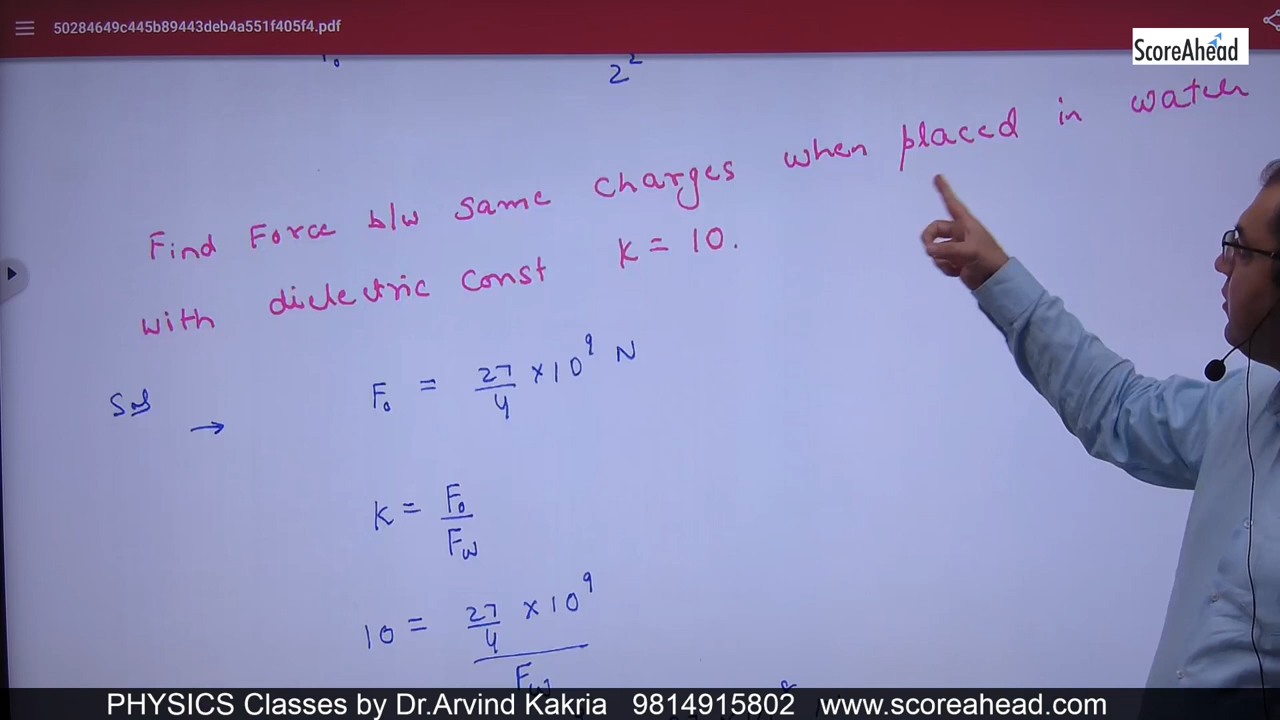 50284649c445b89443deb4a551f405f4.pdf
ScoreAhead
2²
Find Force b/w same charges when placed in water
with dielectric const K = 10.
Sol → F₀ = 27/4 × 10⁹ N
K = F₀/Fw
10 = 27/4 × 10⁹ / Fw
PHYSICS Classes by Dr.Arvind Kakria 9814915802 www.scoreahead.com